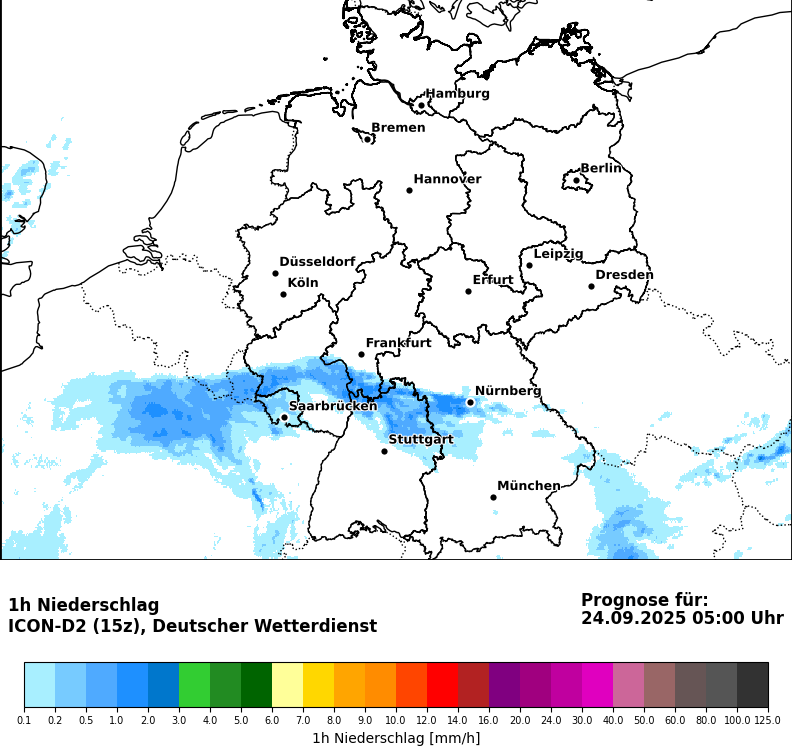 Hamburg
Bremen
Berlin
Hannover
Leipzig
Düsseldorf
Dresden
Köln
Erfurt
Frankfurt
Nürnberg
Saarbrücken
Stuttgart
München
1h Niederschlag
ICON-D2 (15z), Deutscher Wetterdienst
Prognose für:
24.09.2025 05:00 Uhr
0.1 0.2 0.5 1.0 2.0 3.0 4.0 5.0 6.0 7.0 8.0 9.0 10.0 12.0 14.0 16.0 20.0 24.0 30.0 40.0 50.0 60.0 80.0 100.0 125.0
1h Niederschlag [mm/h]